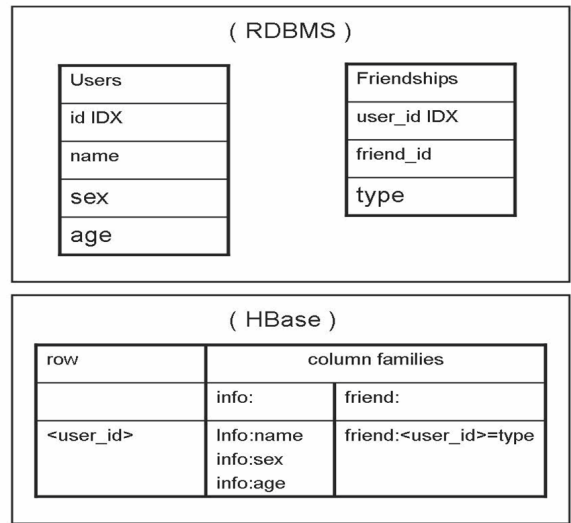 ( RDBMS )
Users
id IDX
name
sex
age
Friendships
user_id IDX
friend_id
type
( HBase )
row
column families
info:
friend:
<user_id>
Info:name
info:sex
info:age
friend:<user_id>=type